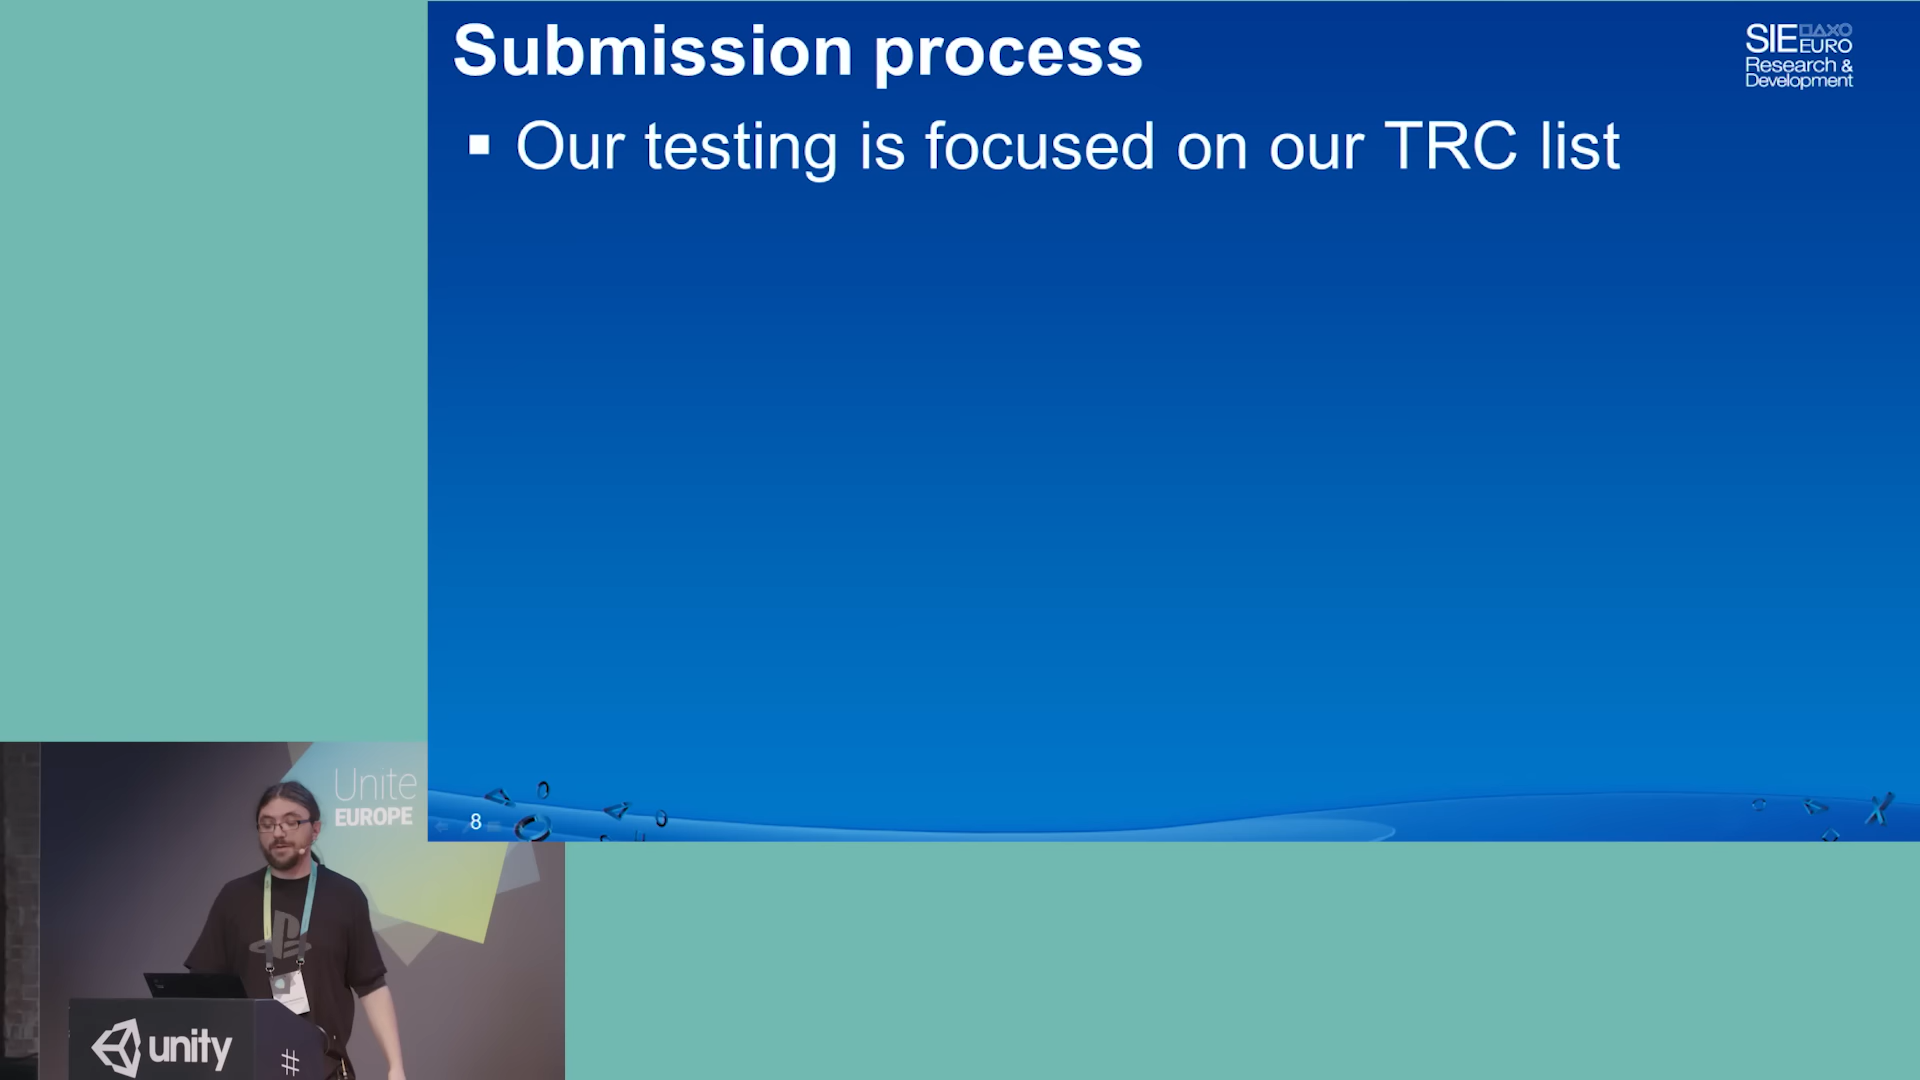 Submission process
SIE
EURO
Research &
Development
▪ Our testing is focused on our TRC list
8
Unite
EUROPE
unity
#